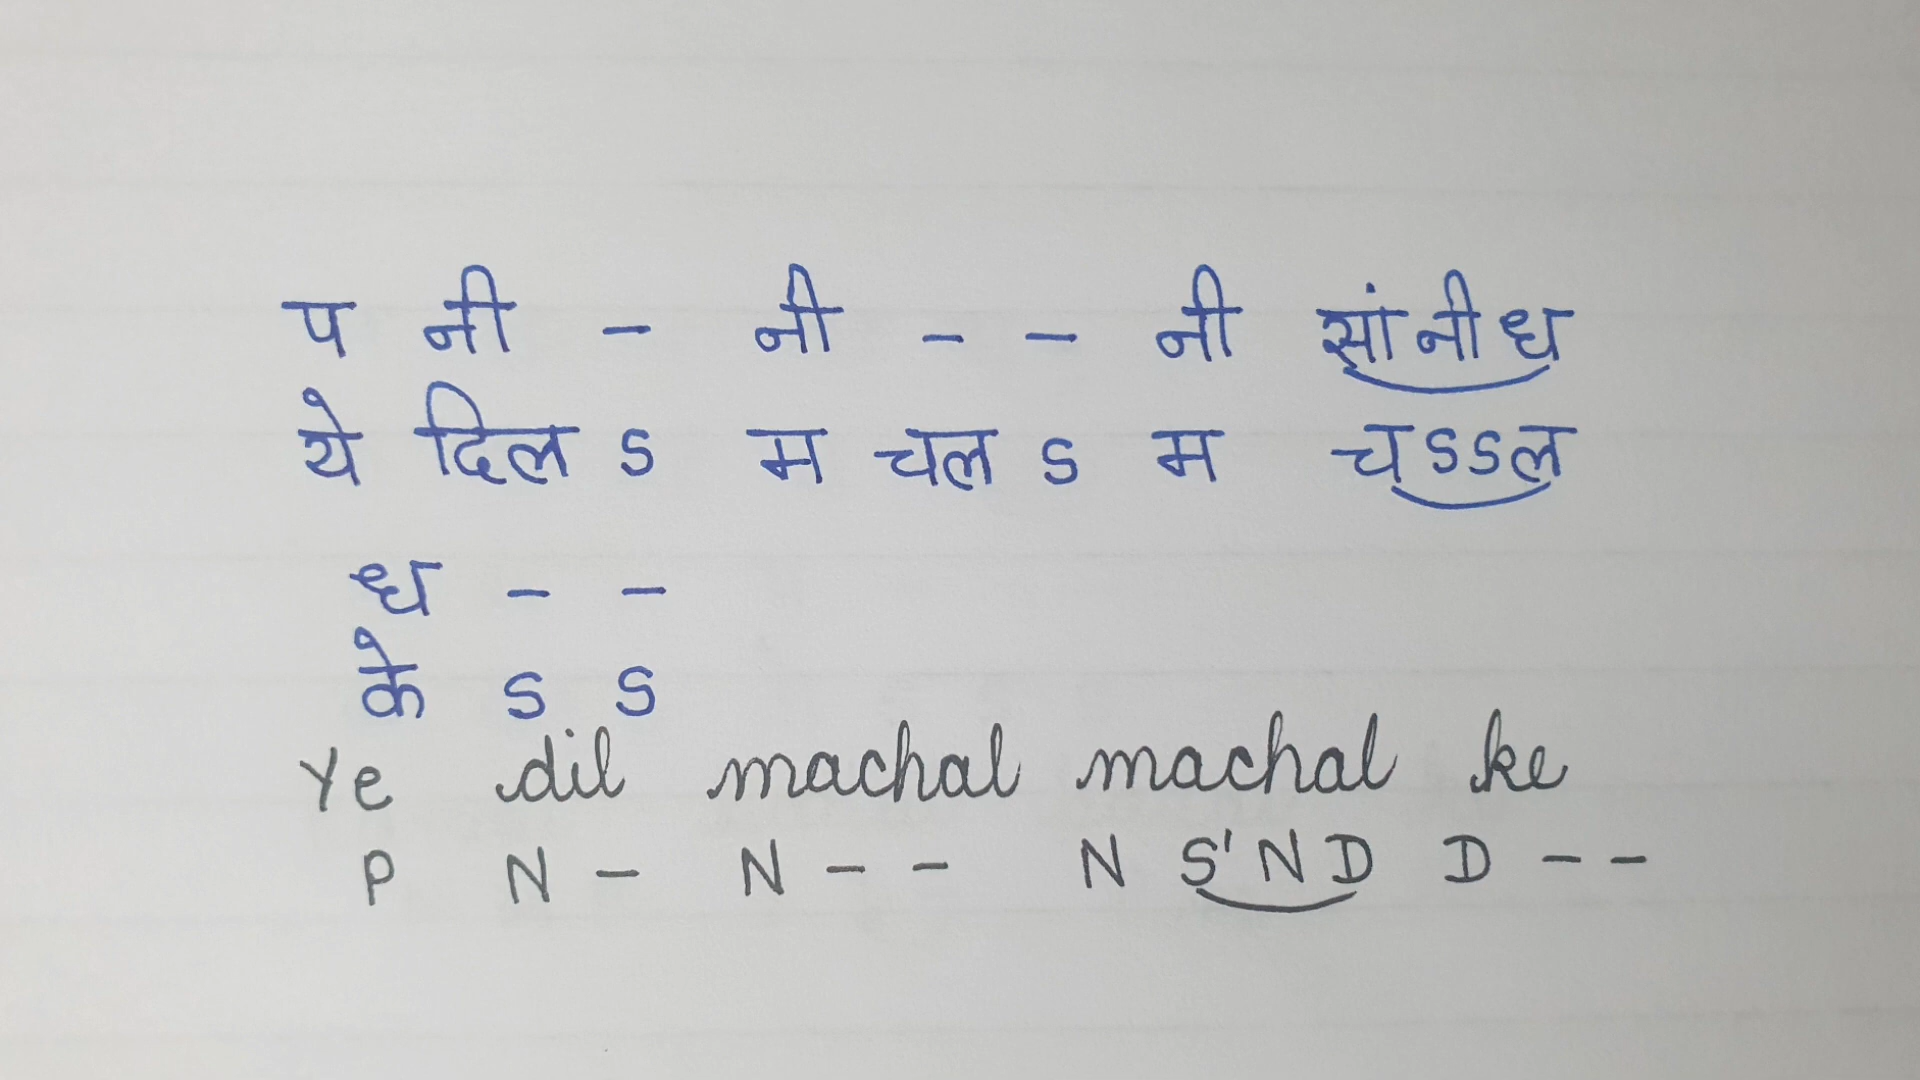 प नी - नी - - नी सांनीध
ये दिल ऽ म चल ऽ म चऽऽल
ध - -
के ऽ ऽ
Ye dil machal machal ke
P N - N - - N S'ND D - -